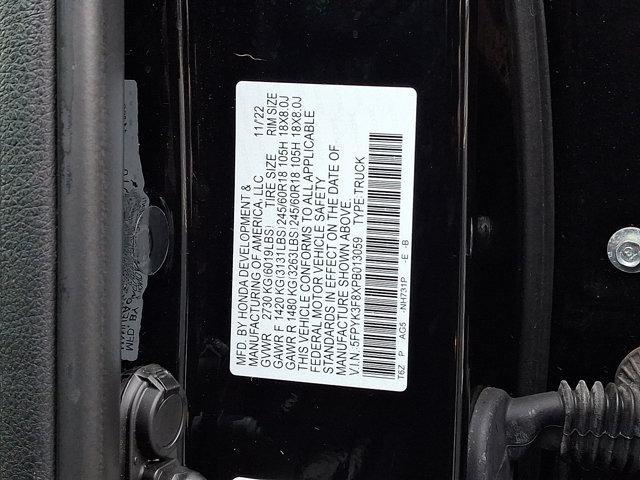 MFD. BY HONDA DEVELOPMENT &
MANUFACTURING OF AMERICA, LLC 11/'22
GVWR 2730 KG(6019LBS) TIRE SIZE RIM SIZE
GAWR F 1420 KG(3131LBS) 245/60R18 105H 18X8.0J
GAWR R 1480 KG(3263LBS) 245/60R18 105H 18X8.0J
THIS VEHICLE CONFORMS TO ALL APPLICABLE
FEDERAL MOTOR VEHICLE SAFETY
STANDARDS IN EFFECT ON THE DATE OF
MANUFACTURE SHOWN ABOVE.
V.I.N. 5FPYK3F8XPB013059 TYPE:TRUCK
T6Z P AG5 -NH731P E -B